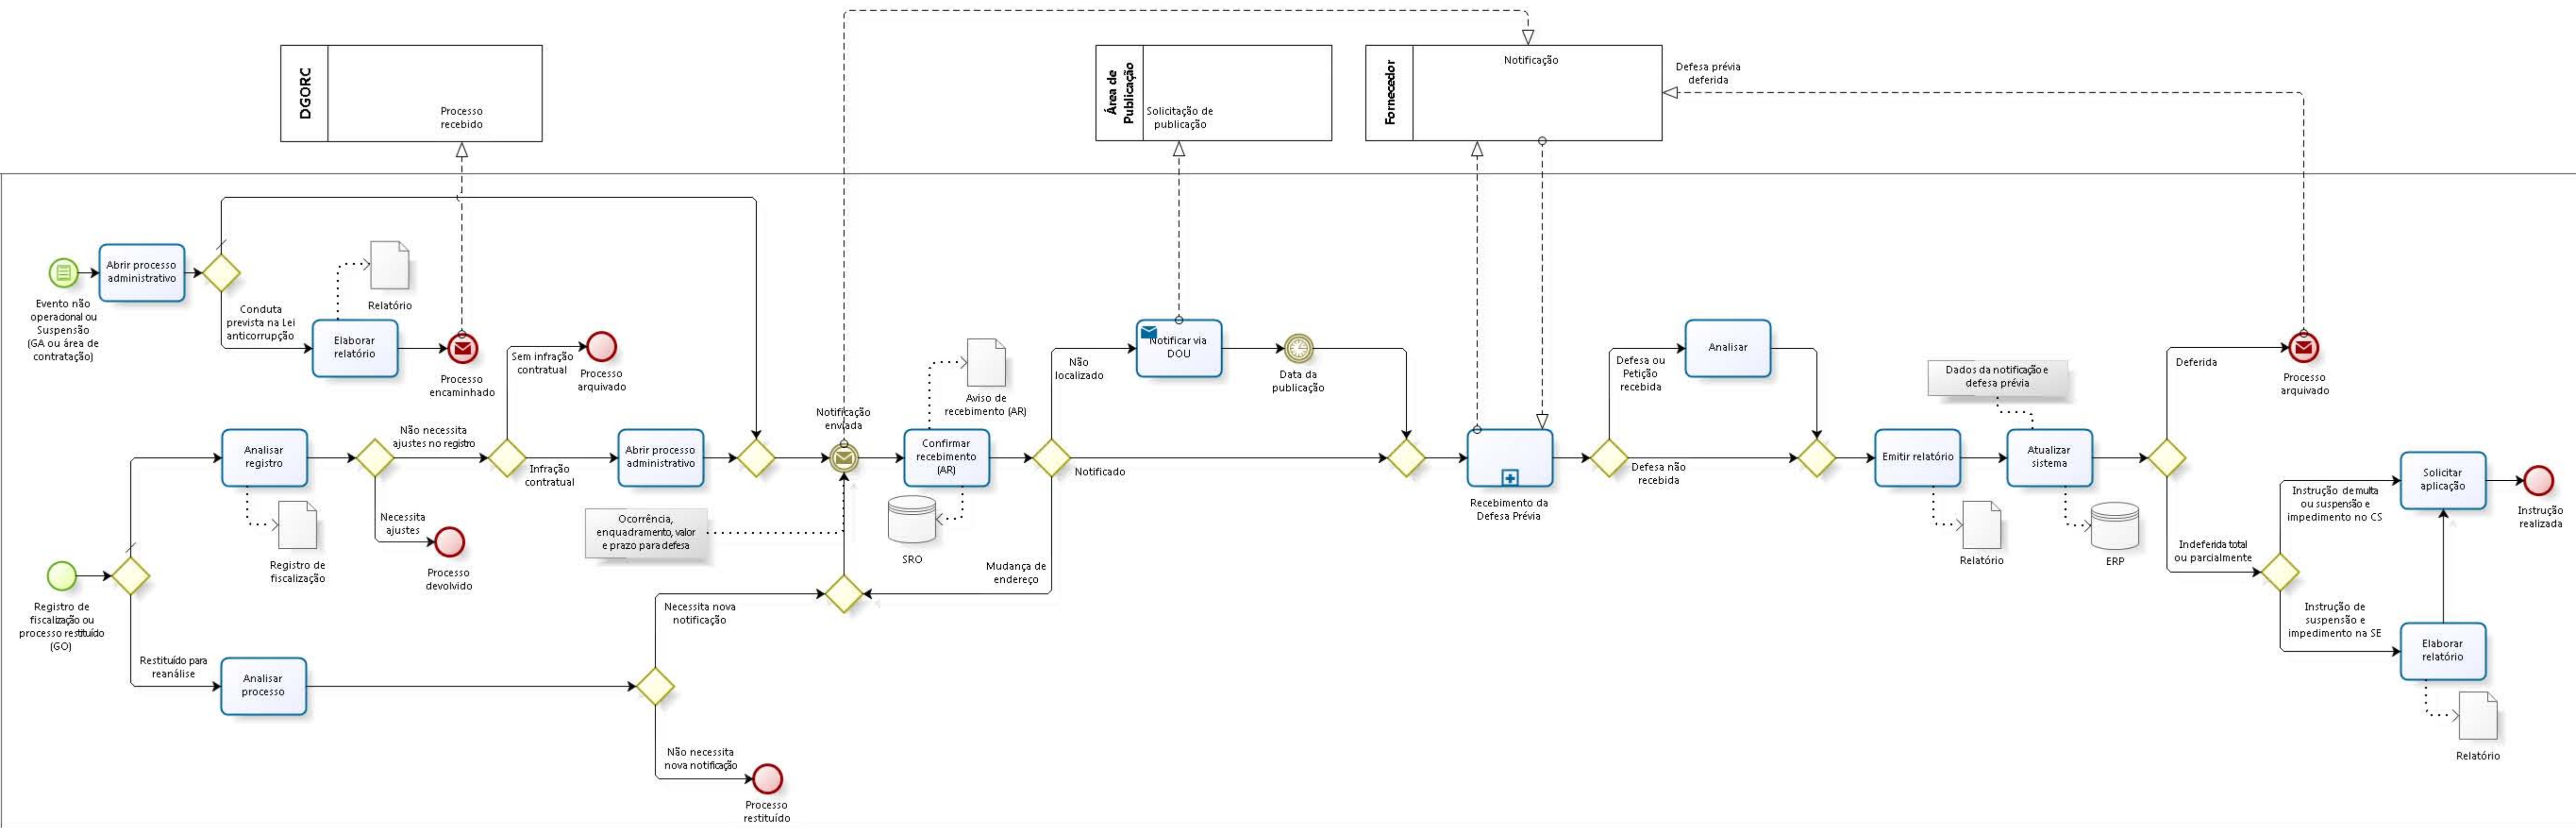 DGORC
Processo
recebido
Área de
Publicação
Solicitação de
publicação
Fornecedor
Notificação
Defesa prévia
deferida
Evento não
operacional ou
Suspensão
(GA ou área de
contratação)
Abrir processo
administrativo
Conduta
prevista na Lei
anticorrupção
Elaborar
relatório
Relatório
Processo
encaminhado
Sem infração
contratual
Processo
arquivado
Analisar
registro
Registro de
fiscalização
Não necessita
ajustes no registro
Necessita
ajustes
Processo
devolvido
Infração
contratual
Abrir processo
administrativo
Notificação
enviada
Ocorrência,
enquadramento, valor
e prazo para defesa
Confirmar
recebimento
(AR)
Aviso de
recebimento (AR)
SRO
Não
localizado
Notificado
Mudança de
endereço
Notificar via
DOU
Data da
publicação
Recebimento da
Defesa Prévia
Defesa ou
Petição
recebida
Defesa não
recebida
Analisar
Emitir relatório
Relatório
Dados da notificação e
defesa prévia
Atualizar
sistema
ERP
Deferida
Processo
arquivado
Indeferida total
ou parcialmente
Instrução de multa
ou suspensão e
impedimento no CS
Solicitar
aplicação
Instrução
realizada
Instrução de
suspensão e
impedimento na SE
Elaborar
relatório
Relatório
Registro de
fiscalização ou
processo restituído
(GO)
Restituído para
reanálise
Analisar
processo
Necessita nova
notificação
Não necessita
nova notificação
Processo
restituído